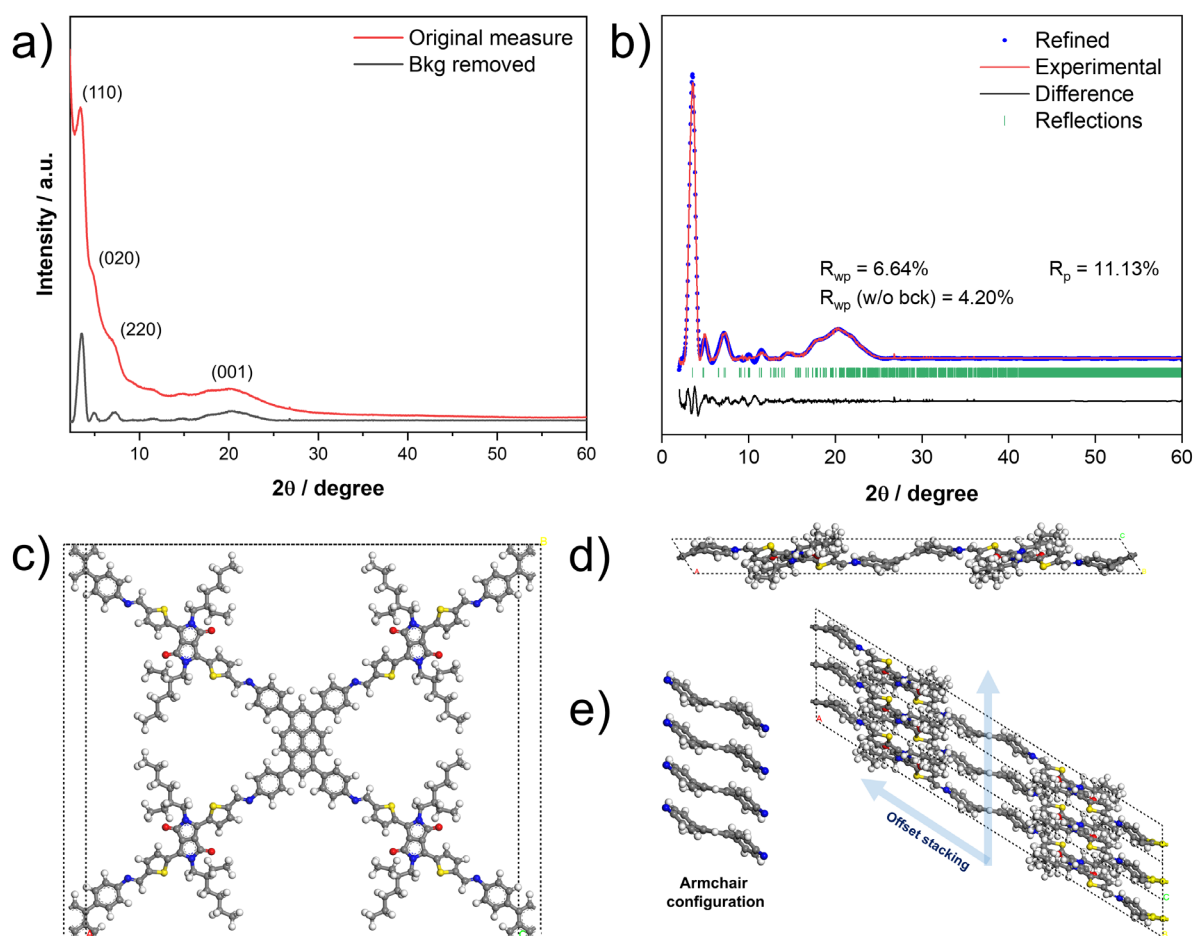 a)
Original measure
Bkg removed
(110)
(020)
(220)
(001)
Intensity / a.u.
10
20
30
40
50
60
2θ / degree
b)
Refined
Experimental
Difference
Reflections
R_wp = 6.64%
R_p = 11.13%
R_wp (w/o bck) = 4.20%
0
10
20
30
40
50
60
2θ / degree
c)
B
A
d)
A
C
e)
A
C
Offset stacking
Armchair
configuration